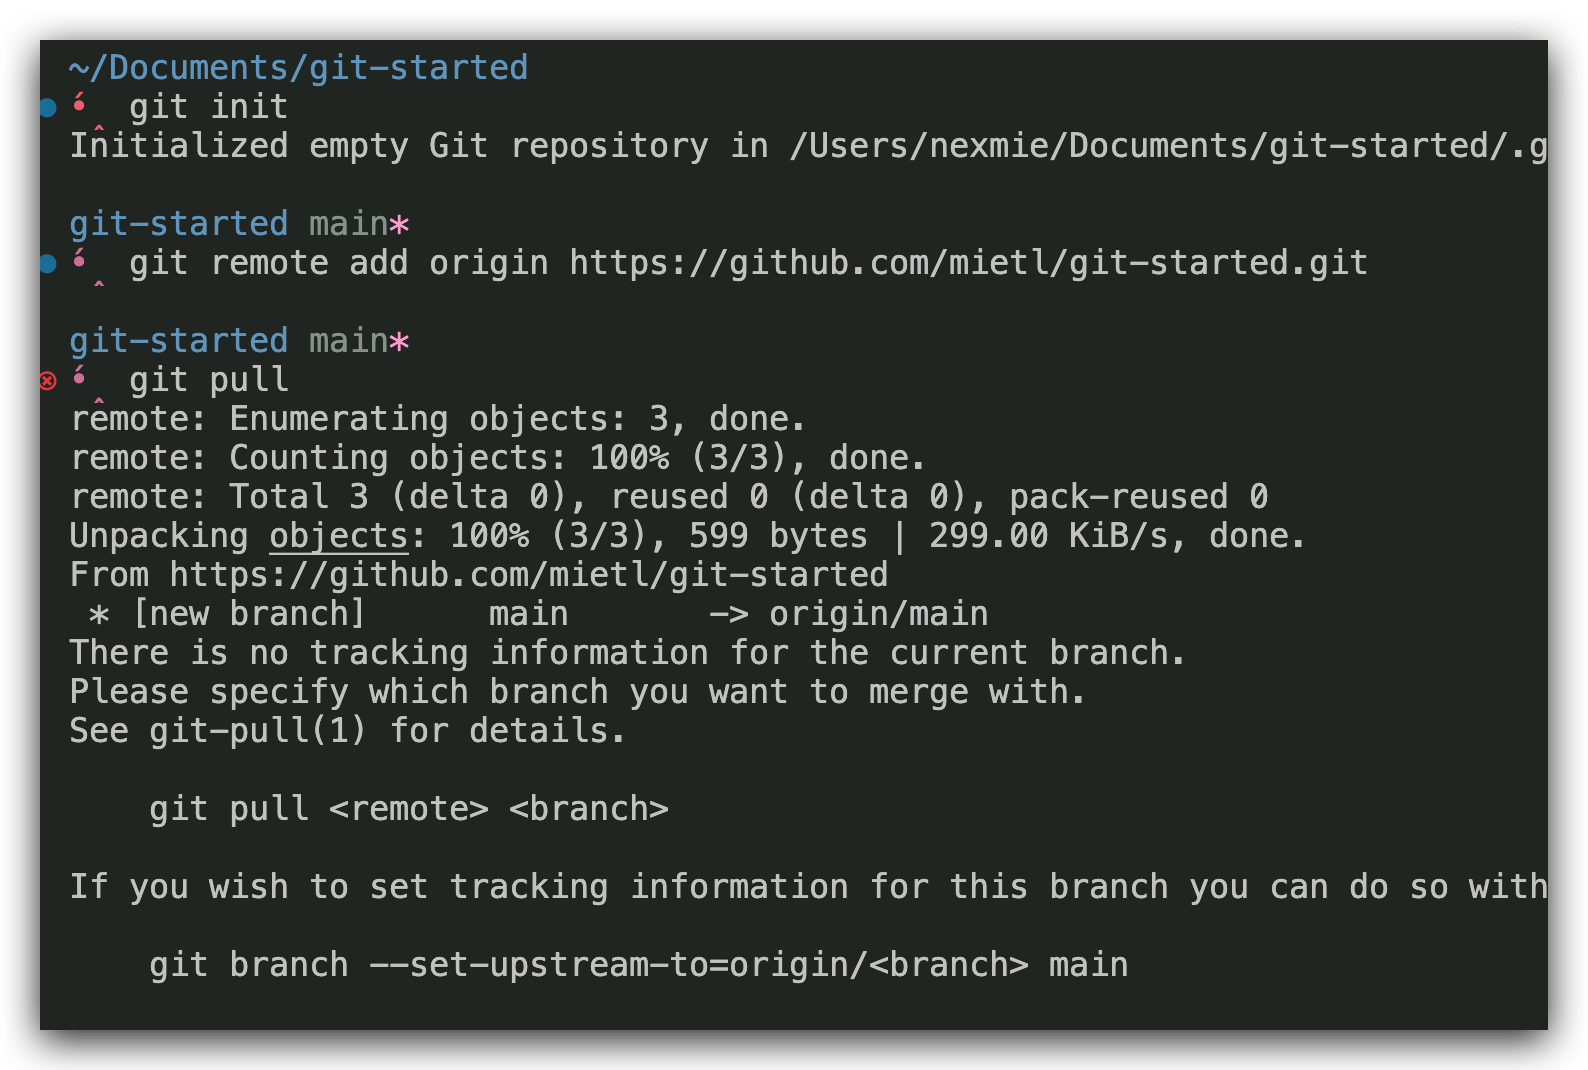 ~/Documents/git-started
git init
Initialized empty Git repository in /Users/nexmie/Documents/git-started/.g
git-started main*
git remote add origin https://github.com/mietl/git-started.git
git-started main*
git pull
remote: Enumerating objects: 3, done.
remote: Counting objects: 100% (3/3), done.
remote: Total 3 (delta 0), reused 0 (delta 0), pack-reused 0
Unpacking objects: 100% (3/3), 599 bytes | 299.00 KiB/s, done.
From https://github.com/mietl/git-started
 * [new branch]      main       -> origin/main
There is no tracking information for the current branch.
Please specify which branch you want to merge with.
See git-pull(1) for details.
    git pull <remote> <branch>
If you wish to set tracking information for this branch you can do so with
    git branch --set-upstream-to=origin/<branch> main